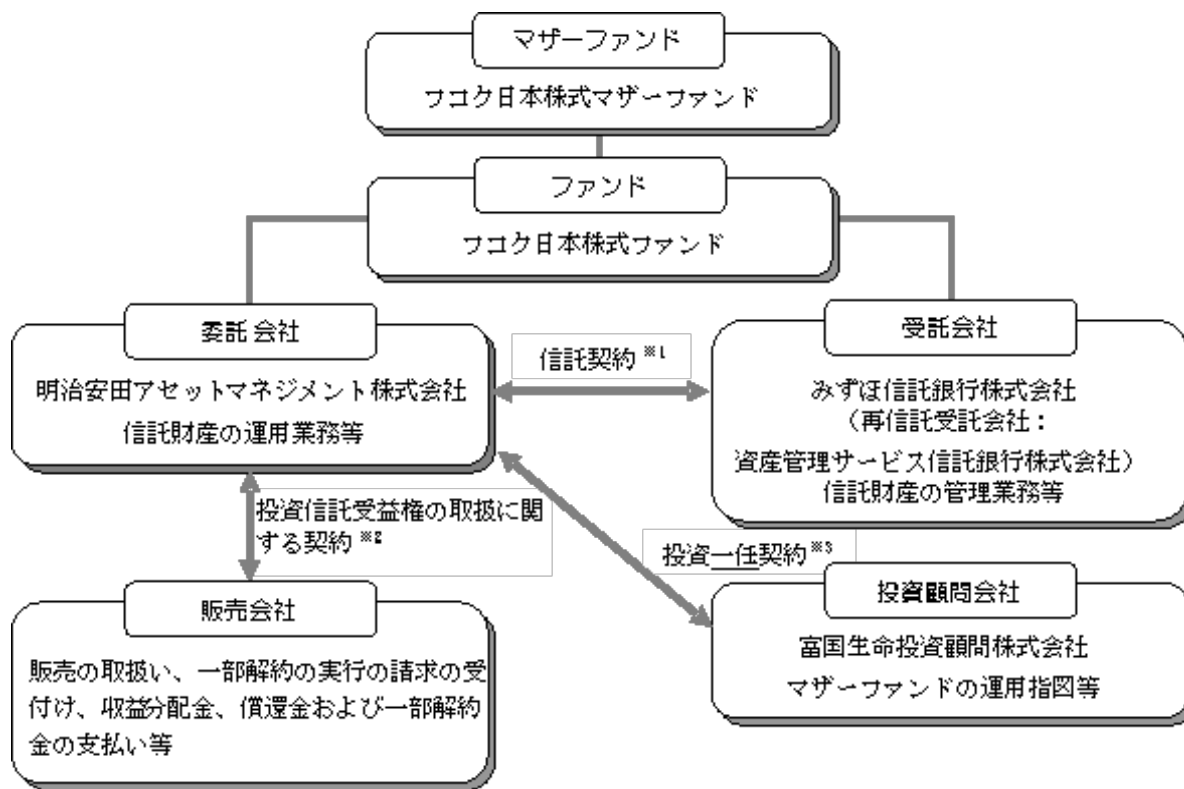 マザーファンド
フコク日本株式マザーファンド
ファンド
フコク日本株式ファンド
委託会社
明治安田アセットマネジメント株式会社
信託財産の運用業務等
信託契約※1
受託会社
みずほ信託銀行株式会社
（再信託受託会社：
資産管理サービス信託銀行株式会社）
信託財産の管理業務等
投資信託受益権の取扱に関
する契約※2
投資一任契約※3
販売会社
販売の取扱い、一部解約の実行の請求の受
付け、収益分配金、償還金および一部解約
金の支払い等
投資顧問会社
富国生命投資顧問株式会社
マザーファンドの運用指図等